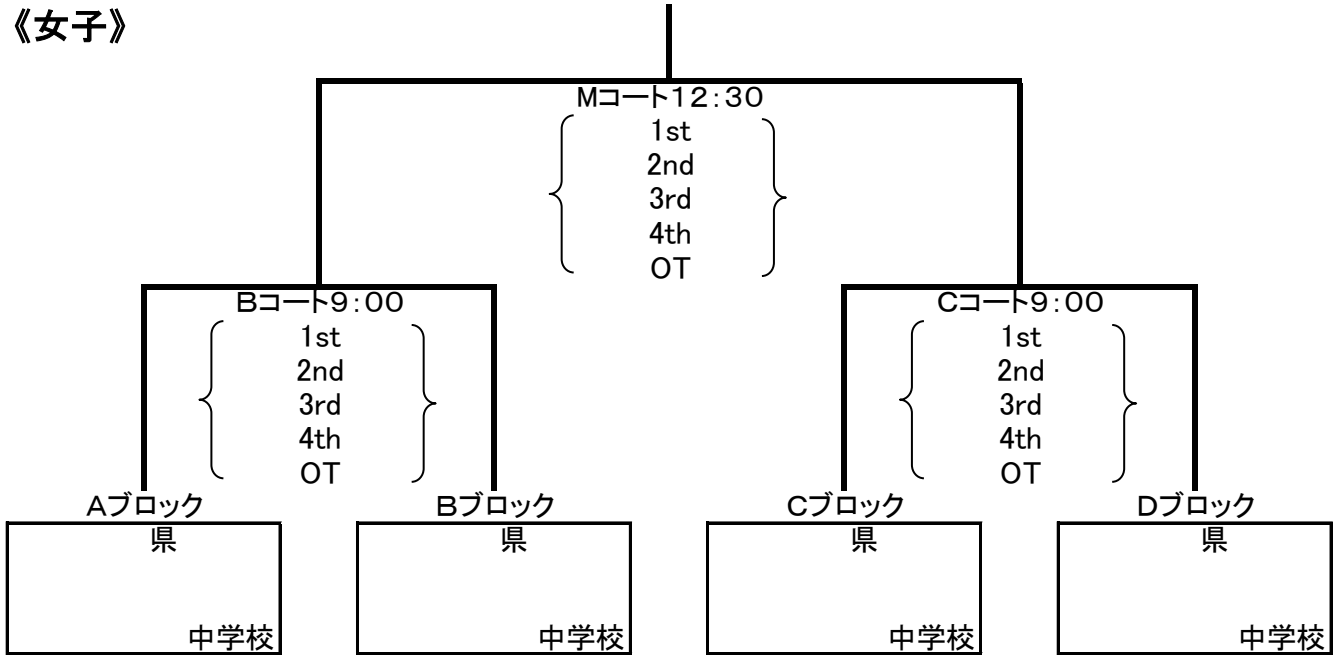 《女子》
Mコート12:30
1st
2nd
3rd
4th
OT
Bコート9:00
1st
2nd
3rd
4th
OT
Cコート9:00
1st
2nd
3rd
4th
OT
Aブロック
県
中学校
Bブロック
県
中学校
Cブロック
県
中学校
Dブロック
県
中学校